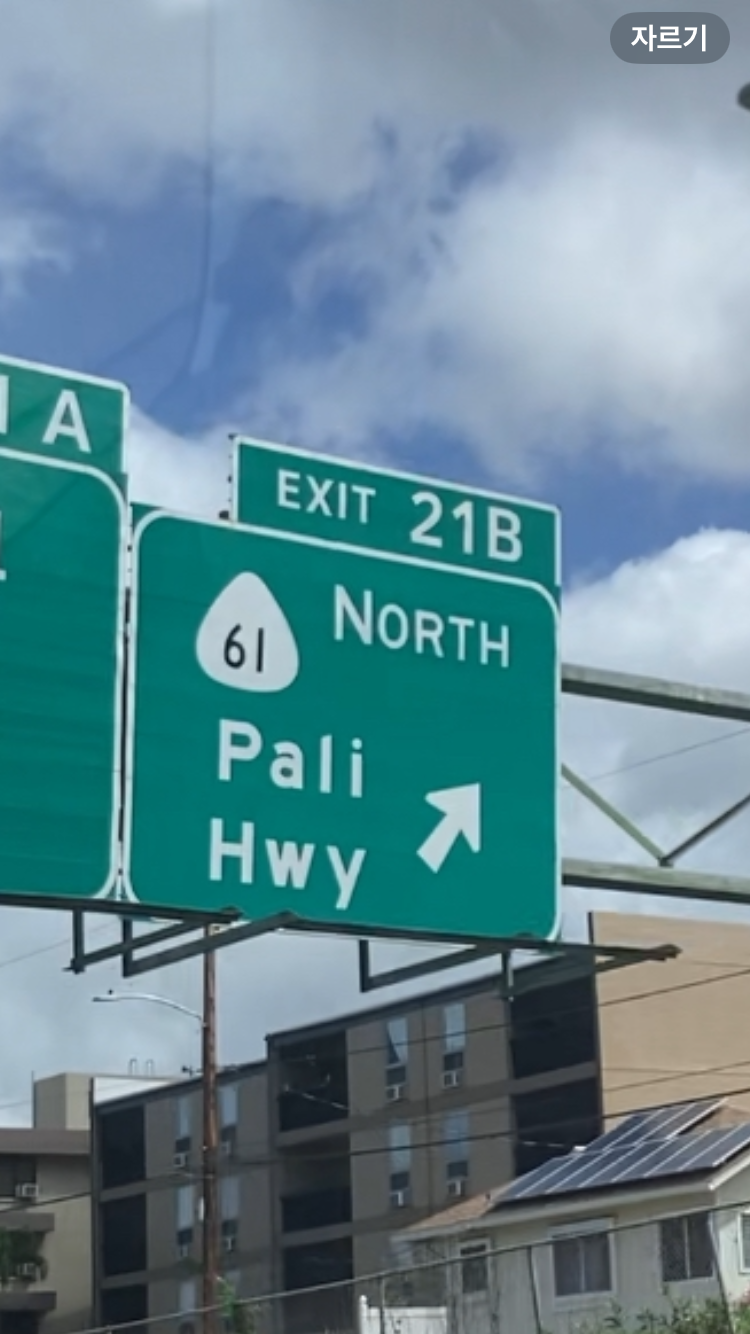 자르기
A
EXIT 21B
61 NORTH
Pali
Hwy